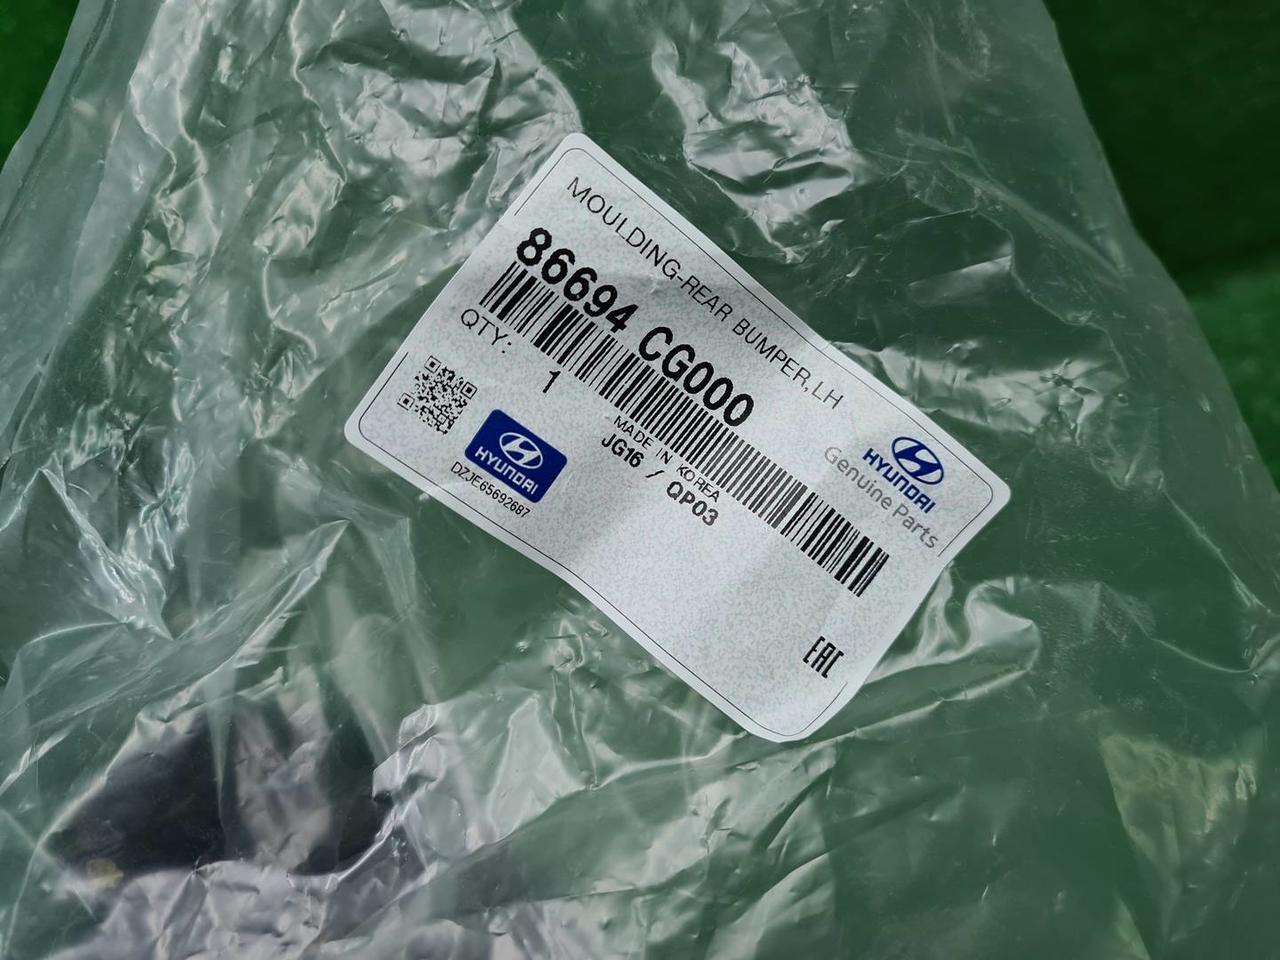 MOULDING-REAR BUMPER, LH
86694 CG000
QTY:
1
MADE IN KOREA
JG16 / QP03
HYUNDAI
Genuine Parts
HYUNDAI
DZJE65692687
EAC